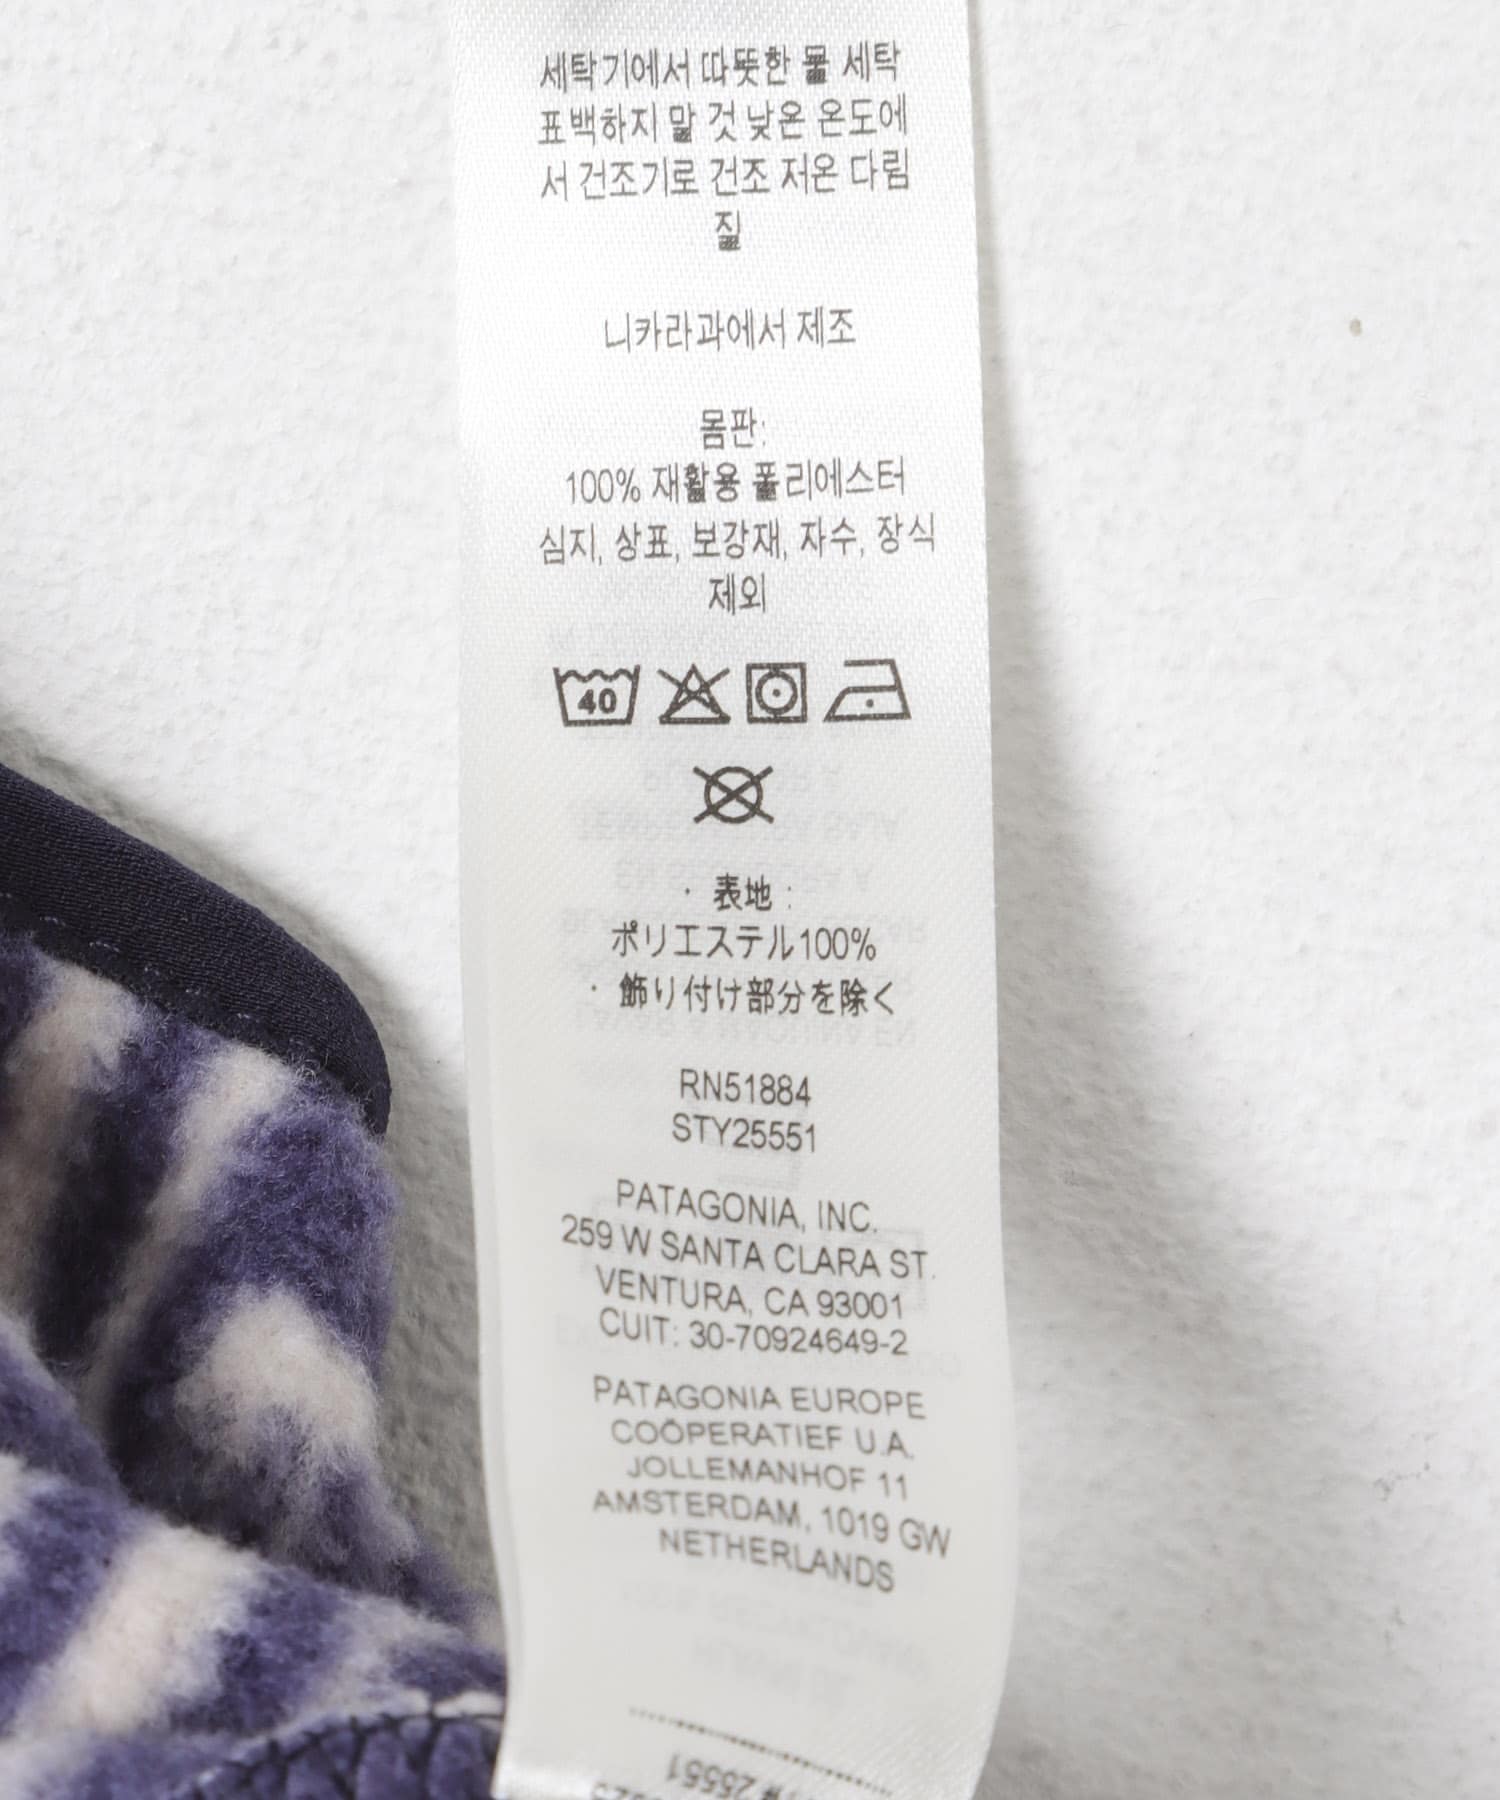 세탁기에서 따뜻한 물 세탁
표백하지 말 것 낮은 온도에
서 건조기로 건조 저온 다림
질
니카라과에서 제조
몸판:
100% 재활용 폴리에스터
심지, 상표, 보강재, 자수, 장식
제외
40
・ 表地 :
ポリエステル100%
・ 飾り付け部分を除く
RN51884
STY25551
PATAGONIA, INC.
259 W SANTA CLARA ST.
VENTURA, CA 93001
CUIT: 30-70924649-2
PATAGONIA EUROPE
COÖPERATIEF U.A.
JOLLEMANHOF 11
AMSTERDAM, 1019 GW
NETHERLANDS
25551